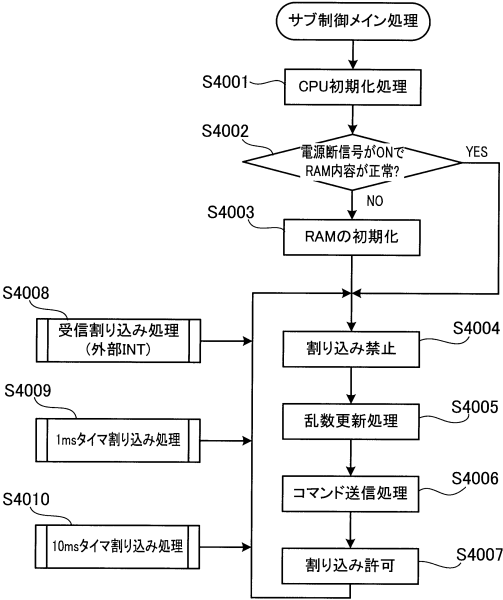 サブ制御メイン処理
S4001
CPU初期化処理
S4002
電源断信号がONで
RAM内容が正常?
YES
NO
S4003
RAMの初期化
S4008
受信割り込み処理
(外部INT)
S4004
割り込み禁止
S4009
1msタイマ割り込み処理
S4005
乱数更新処理
S4006
コマンド送信処理
S4010
10msタイマ割り込み処理
S4007
割り込み許可